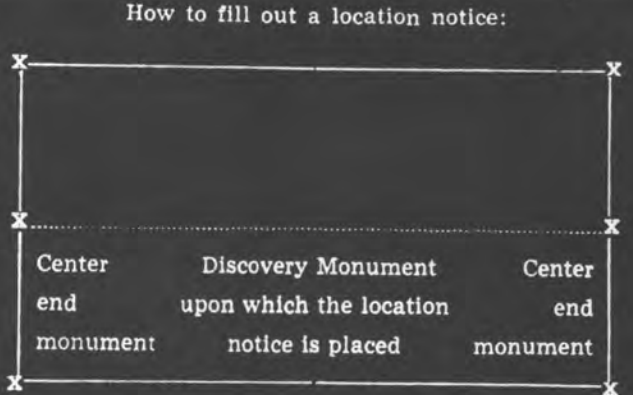 How to fill out a location notice:
X X
X X
Center Discovery Monument Center
end upon which the location end
monument notice is placed monument
X X